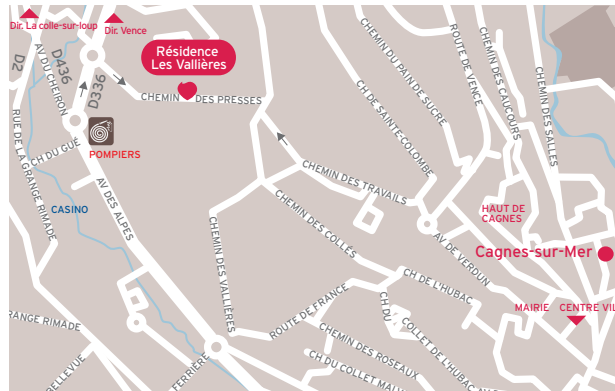 Dir. La colle-sur-loup
Dir. Vence
Résidence
Les Vallières
D2
D436
D336
AV DU CHEIRON
CHEMIN DES PRESSES
CHEMIN DU PAIN DE SUCRE
CH DE SAINTE-COLOMBE
ROUTE DE VENCE
CHEMIN DES CAUCOURS
CHEMIN DES SALLES
RUE DE LA GRANGE RIMADE
CH DU GUÉ
POMPIERS
CASINO
AV DES ALPES
CHEMIN DES TRAVAILS
HAUT DE
CAGNES
CHEMIN DES COLLÉS
AV DE VERDUN
Cagnes-sur-Mer
CHEMIN DES VALLIÈRES
CH DE L'HUBAC
MAIRIE
CENTRE VIL
ROUTE DE FRANCE
CH DU
COLLET DE L'HUBAC
RANGE RIMADE
CHEMIN DES ROSEAUX
BELLEVUE
FERRIÈRE
CH DU COLLET